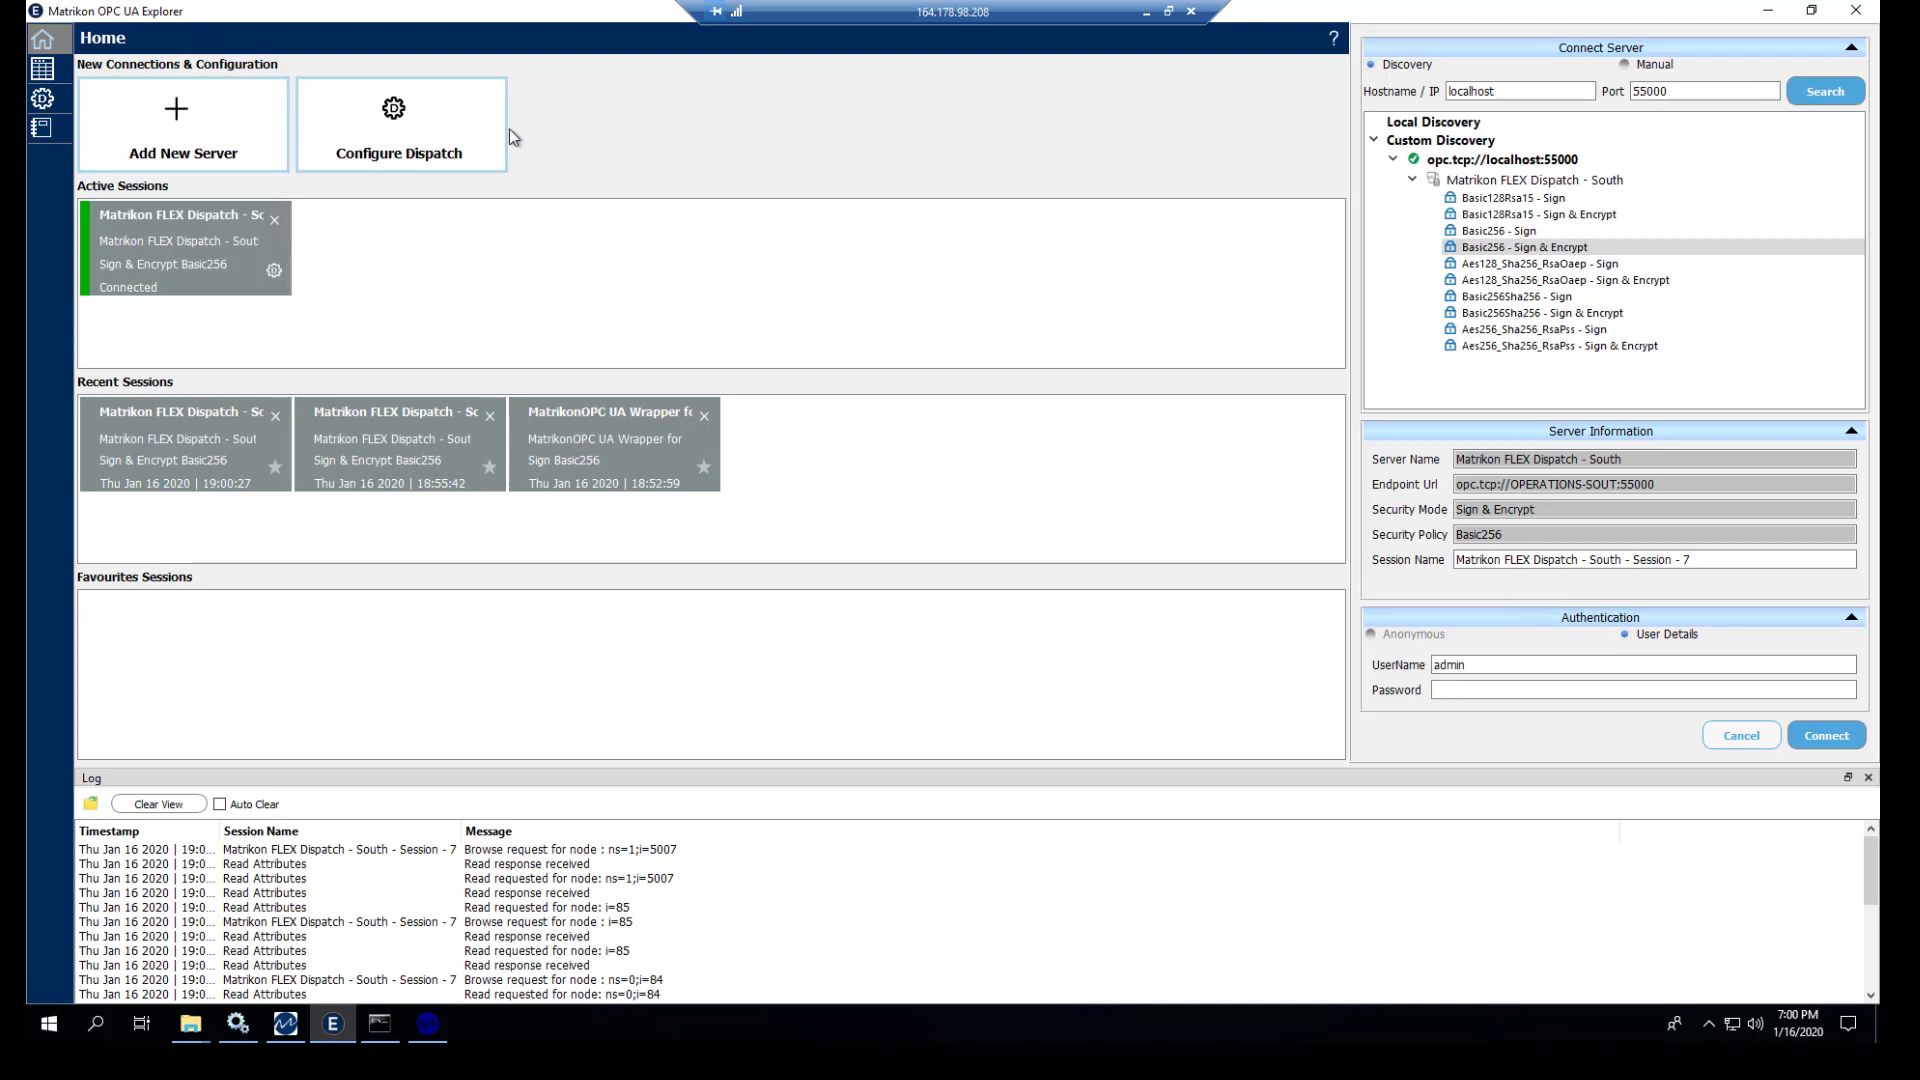 Matrikon OPC UA Explorer
164.178.98.208
Home
?
New Connections & Configuration
Add New Server
Configure Dispatch
Active Sessions
Matrikon FLEX Dispatch - Sc
Matrikon FLEX Dispatch - Sout
Sign & Encrypt Basic256
Connected
Recent Sessions
Matrikon FLEX Dispatch - Sc
Matrikon FLEX Dispatch - Sout
Sign & Encrypt Basic256
Thu Jan 16 2020 | 19:00:27
Matrikon FLEX Dispatch - Sc
Matrikon FLEX Dispatch - Sout
Sign & Encrypt Basic256
Thu Jan 16 2020 | 18:55:42
MatrikonOPC UA Wrapper fo
MatrikonOPC UA Wrapper for
Sign Basic256
Thu Jan 16 2020 | 18:52:59
Favourites Sessions
Connect Server
Discovery Manual
Hostname / IP localhost Port 55000 Search
Local Discovery
Custom Discovery
opc.tcp://localhost:55000
Matrikon FLEX Dispatch - South
Basic128Rsa15 - Sign
Basic128Rsa15 - Sign & Encrypt
Basic256 - Sign
Basic256 - Sign & Encrypt
Aes128_Sha256_RsaOaep - Sign
Aes128_Sha256_RsaOaep - Sign & Encrypt
Basic256Sha256 - Sign
Basic256Sha256 - Sign & Encrypt
Aes256_Sha256_RsaPss - Sign
Aes256_Sha256_RsaPss - Sign & Encrypt
Server Information
Server Name Matrikon FLEX Dispatch - South
Endpoint Url opc.tcp://OPERATIONS-SOUT:55000
Security Mode Sign & Encrypt
Security Policy Basic256
Session Name Matrikon FLEX Dispatch - South - Session - 7
Authentication
Anonymous User Details
UserName admin
Password
Cancel Connect
Log
Clear View Auto Clear
Timestamp Session Name Message
Thu Jan 16 2020 | 19:0... Matrikon FLEX Dispatch - South - Session - 7 Browse request for node : ns=1;i=5007
Thu Jan 16 2020 | 19:0... Read Attributes Read response received
Thu Jan 16 2020 | 19:0... Read Attributes Read requested for node: ns=1;i=5007
Thu Jan 16 2020 | 19:0... Read Attributes Read response received
Thu Jan 16 2020 | 19:0... Read Attributes Read requested for node: i=85
Thu Jan 16 2020 | 19:0... Matrikon FLEX Dispatch - South - Session - 7 Browse request for node : i=85
Thu Jan 16 2020 | 19:0... Read Attributes Read response received
Thu Jan 16 2020 | 19:0... Read Attributes Read requested for node: i=85
Thu Jan 16 2020 | 19:0... Read Attributes Read response received
Thu Jan 16 2020 | 19:0... Matrikon FLEX Dispatch - South - Session - 7 Browse request for node : ns=0;i=84
Thu Jan 16 2020 | 19:0... Read Attributes Read requested for node: ns=0;i=84
7:00 PM
1/16/2020